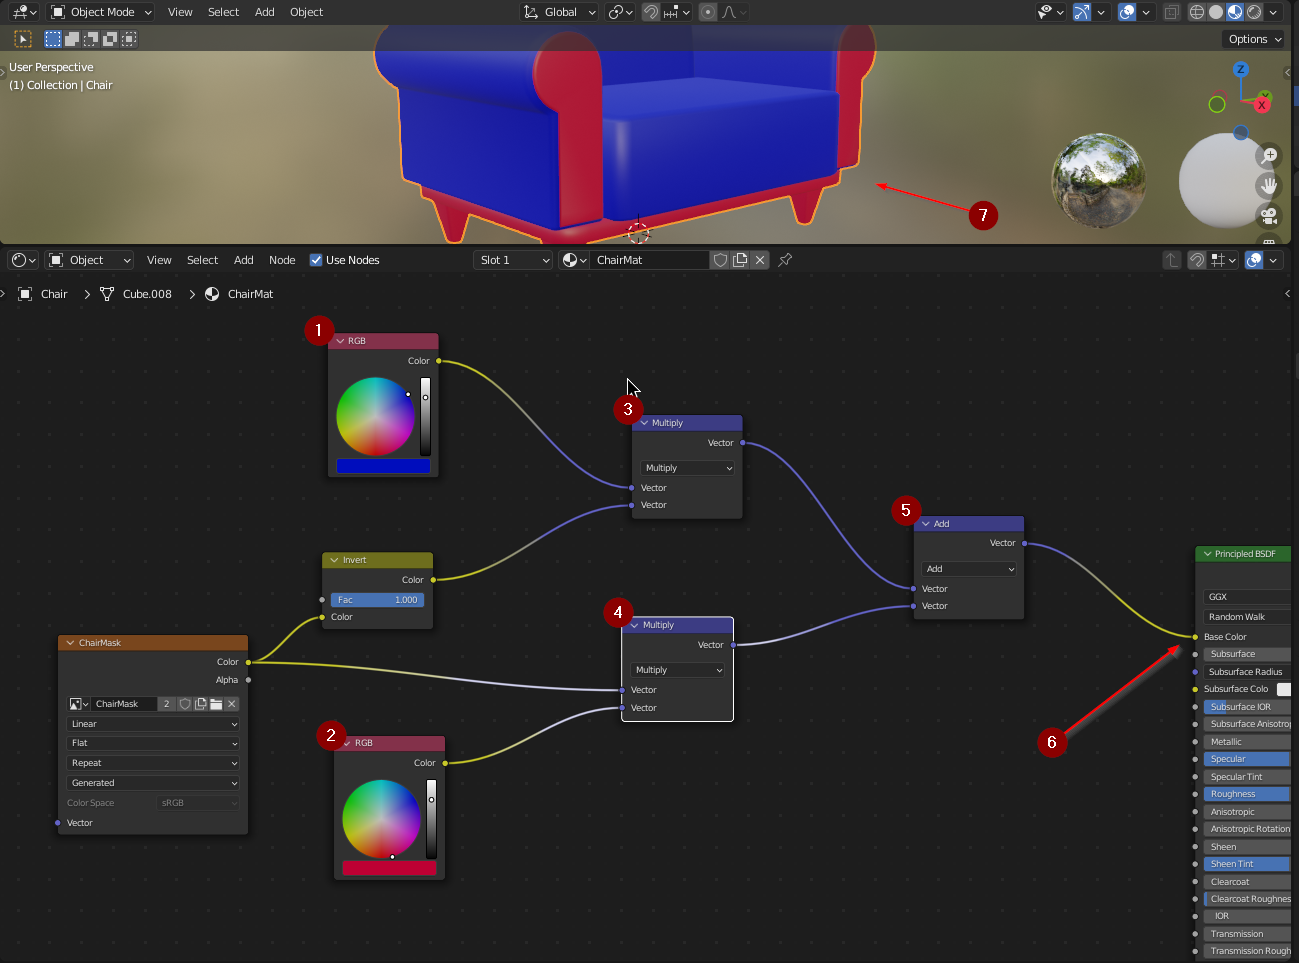 Object Mode View Select Add Object Global
Options
User Perspective
(1) Collection | Chair
Z
Y
X
7
Object View Select Add Node Use Nodes Slot 1 ChairMat
Chair > Cube.008 > ChairMat
1
RGB
Color
3
Multiply
Vector
Multiply
Vector
Vector
5
Add
Vector
Add
Vector
Vector
Invert
Color
Fac 1.000
Color
4
Multiply
Vector
Multiply
Vector
Vector
ChairMask
Color
Alpha
ChairMask 2
Linear
Flat
Repeat
Generated
Color Space sRGB
Vector
2
RGB
Color
6
Principled BSDF
GGX
Random Walk
Base Color
Subsurface
Subsurface Radius
Subsurface Colo
Subsurface IOR
Subsurface Anisotrop
Metallic
Specular
Specular Tint
Roughness
Anisotropic
Anisotropic Rotation
Sheen
Sheen Tint
Clearcoat
Clearcoat Roughnes
IOR
Transmission
Transmission Rough